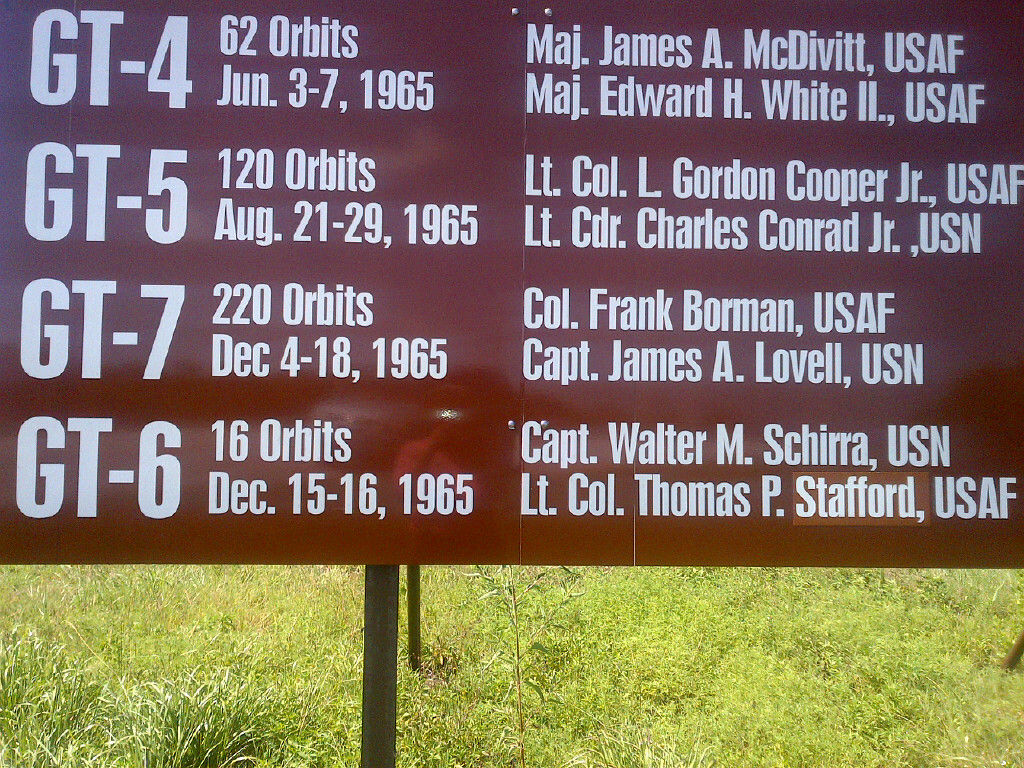 GT-4
62 Orbits
Jun. 3-7, 1965
Maj. James A. McDivitt, USAF
Maj. Edward H. White II., USAF
GT-5
120 Orbits
Aug. 21-29, 1965
Lt. Col. L. Gordon Cooper Jr., USAF
Lt. Cdr. Charles Conrad Jr. ,USN
GT-7
220 Orbits
Dec 4-18, 1965
Col. Frank Borman, USAF
Capt. James A. Lovell, USN
GT-6
16 Orbits
Dec. 15-16, 1965
Capt. Walter M. Schirra, USN
Lt. Col. Thomas P. Stafford, USAF